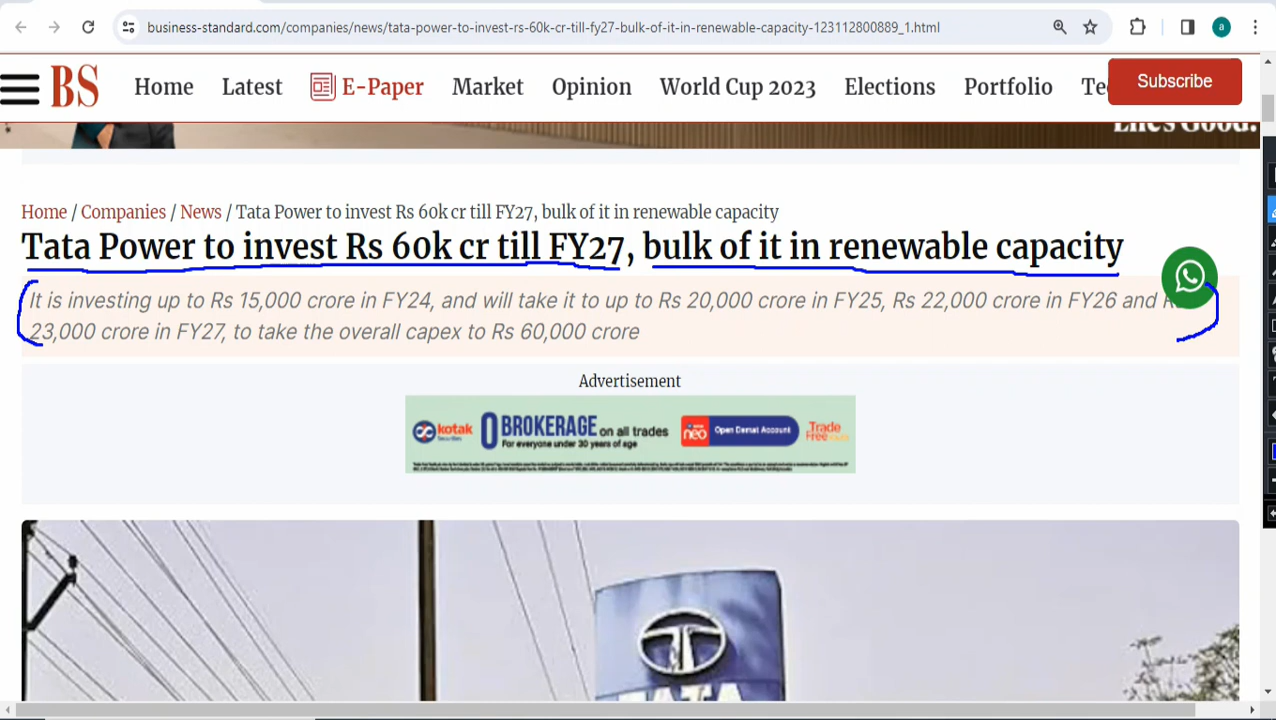 business-standard.com/companies/news/tata-power-to-invest-rs-60k-cr-till-fy27-bulk-of-it-in-renewable-capacity-123112800889_1.html
a
BS Home Latest E-Paper Market Opinion World Cup 2023 Elections Portfolio
Subscribe
Life's Good.
Home / Companies / News / Tata Power to invest Rs 60k cr till FY27, bulk of it in renewable capacity
Tata Power to invest Rs 60k cr till FY27, bulk of it in renewable capacity
It is investing up to Rs 15,000 crore in FY24, and will take it to up to Rs 20,000 crore in FY25, Rs 22,000 crore in FY26 and
23,000 crore in FY27, to take the overall capex to Rs 60,000 crore
Advertisement
kotak Securities 0 BROKERAGE on all trades
For everyone under 30 years of age
neo Open Demat Account
Trade Free
TATA